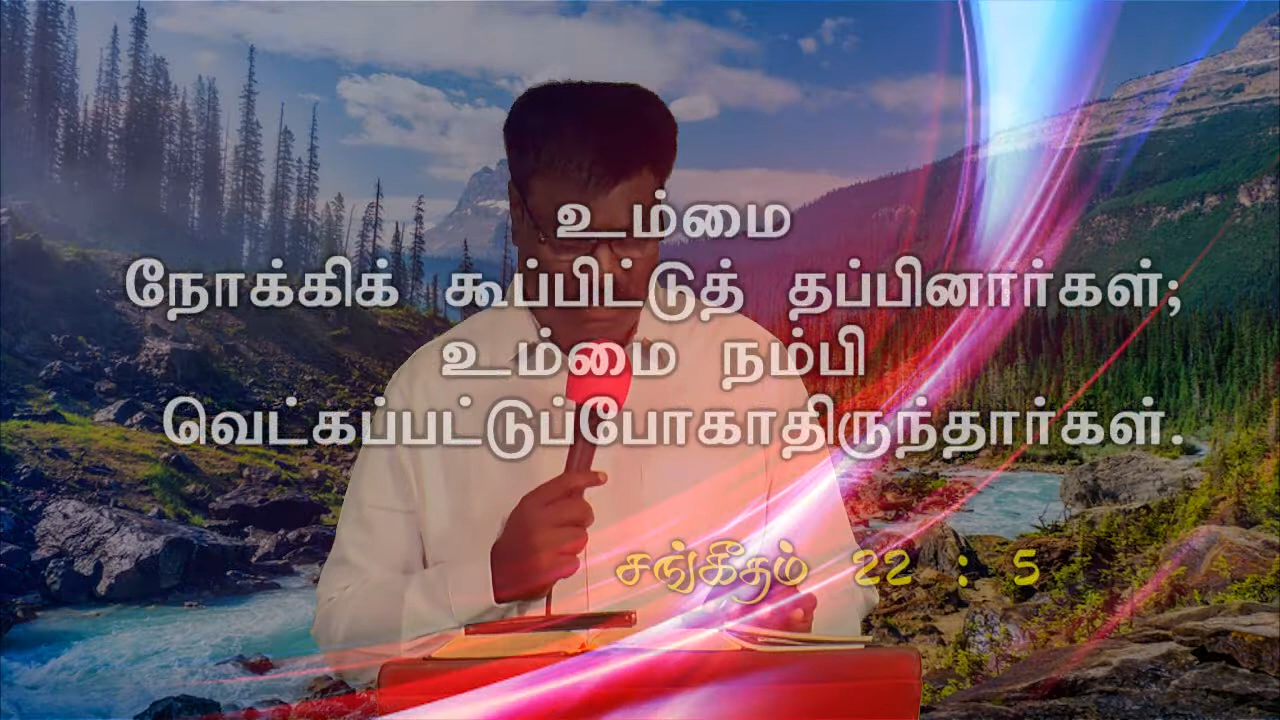 உம்மை
நோக்கிக் கூப்பிட்டுத் தப்பினார்கள்;
உம்மை நம்பி
வெட்கப்பட்டுப்போகாதிருந்தார்கள்.
சங்கீதம் 22 : 5